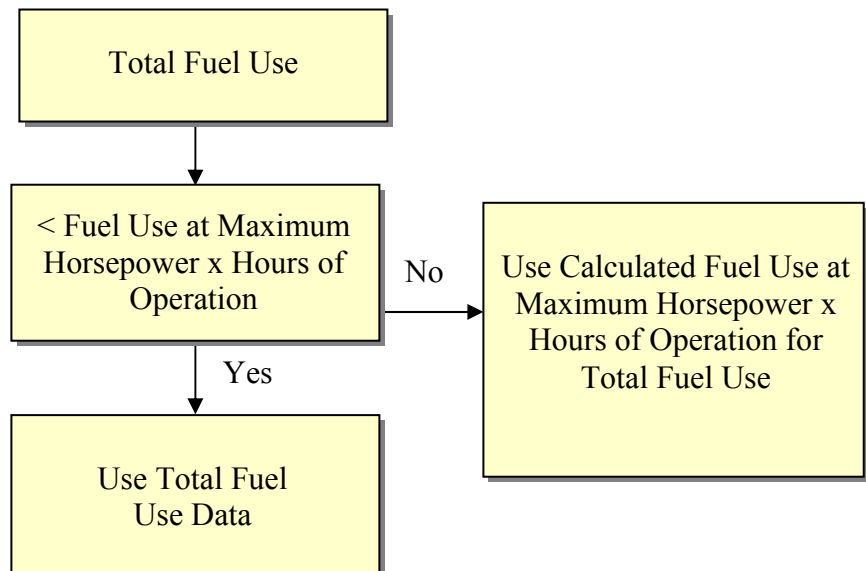 Total Fuel Use
< Fuel Use at Maximum
Horsepower x Hours of
Operation
No
Use Calculated Fuel Use at
Maximum Horsepower x
Hours of Operation for
Total Fuel Use
Yes
Use Total Fuel
Use Data